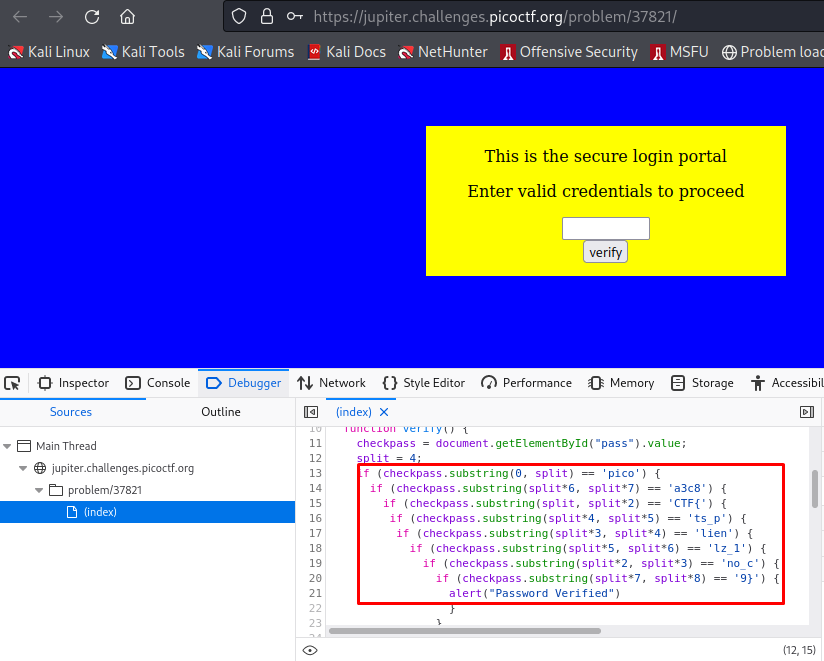 https://jupiter.challenges.picoctf.org/problem/37821/
Kali Linux Kali Tools Kali Forums Kali Docs NetHunter Offensive Security MSFU Problem load
This is the secure login portal
Enter valid credentials to proceed
verify
Inspector Console Debugger Network Style Editor Performance Memory Storage Accessibil
Sources Outline (index)
Main Thread
jupiter.challenges.picoctf.org
problem/37821
(index)
10 function verify() {
11 checkpass = document.getElementById("pass").value;
12 split = 4;
13 if (checkpass.substring(0, split) == 'pico') {
14 if (checkpass.substring(split*6, split*7) == 'a3c8') {
15 if (checkpass.substring(split, split*2) == 'CTF{') {
16 if (checkpass.substring(split*4, split*5) == 'ts_p') {
17 if (checkpass.substring(split*3, split*4) == 'lien') {
18 if (checkpass.substring(split*5, split*6) == 'lz_1') {
19 if (checkpass.substring(split*2, split*3) == 'no_c') {
20 if (checkpass.substring(split*7, split*8) == '9}') {
21 alert("Password Verified")
22 }
23 }
(12, 15)